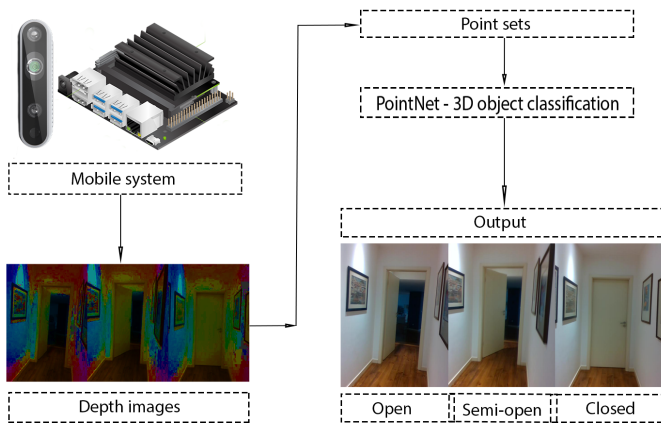 Mobile system
Depth images
Point sets
PointNet - 3D object classification
Output
Open
Semi-open
Closed